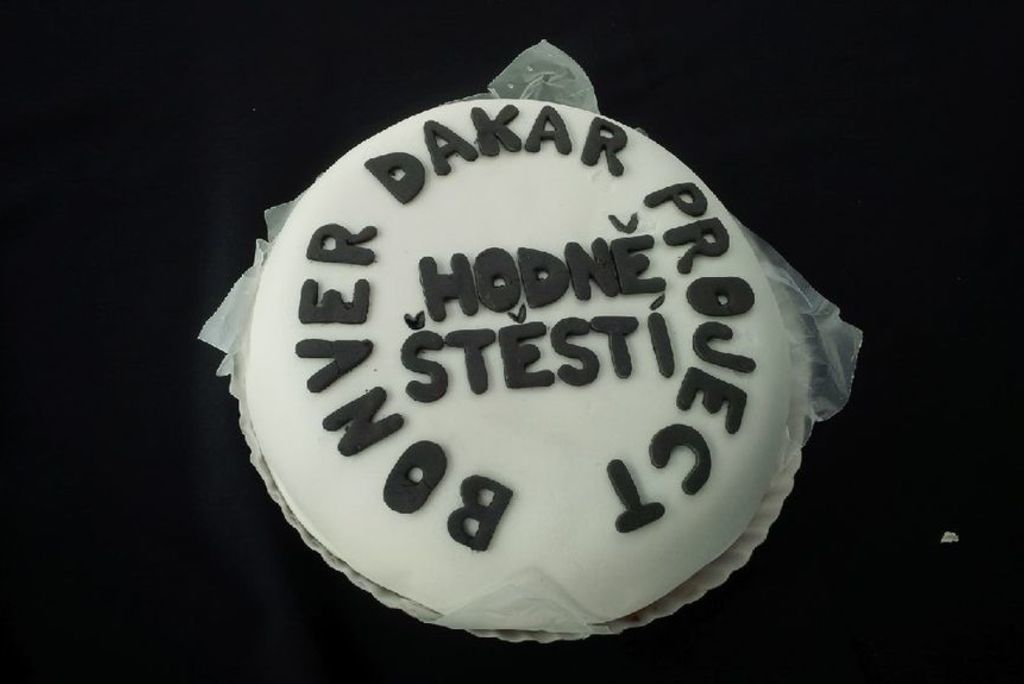 BONVER DAKAR PROJECT
HODNĚ
ŠTĚSTÍ